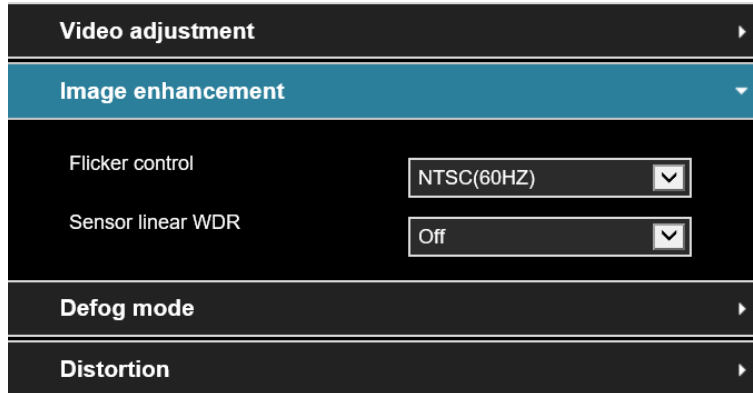 Video adjustment
Image enhancement
Flicker control
NTSC(60HZ)
Sensor linear WDR
Off
Defog mode
Distortion